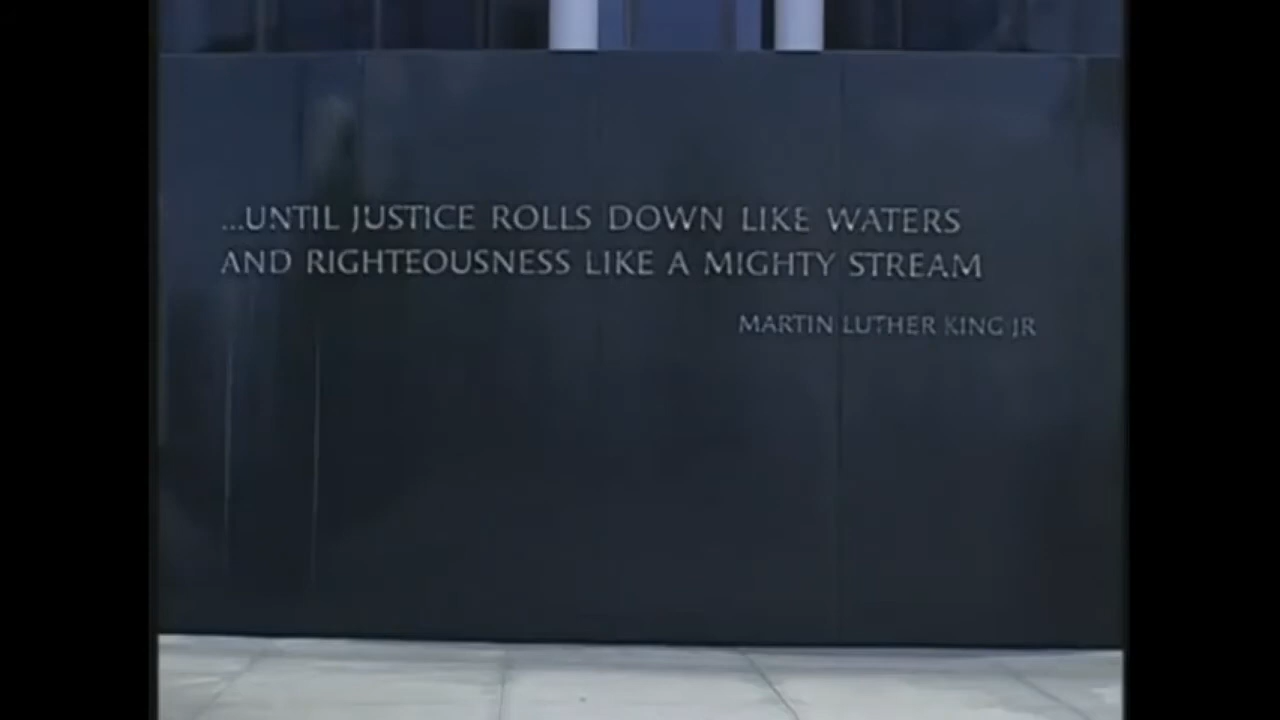 ...UNTIL JUSTICE ROLLS DOWN LIKE WATERS
AND RIGHTEOUSNESS LIKE A MIGHTY STREAM
MARTIN LUTHER KING JR